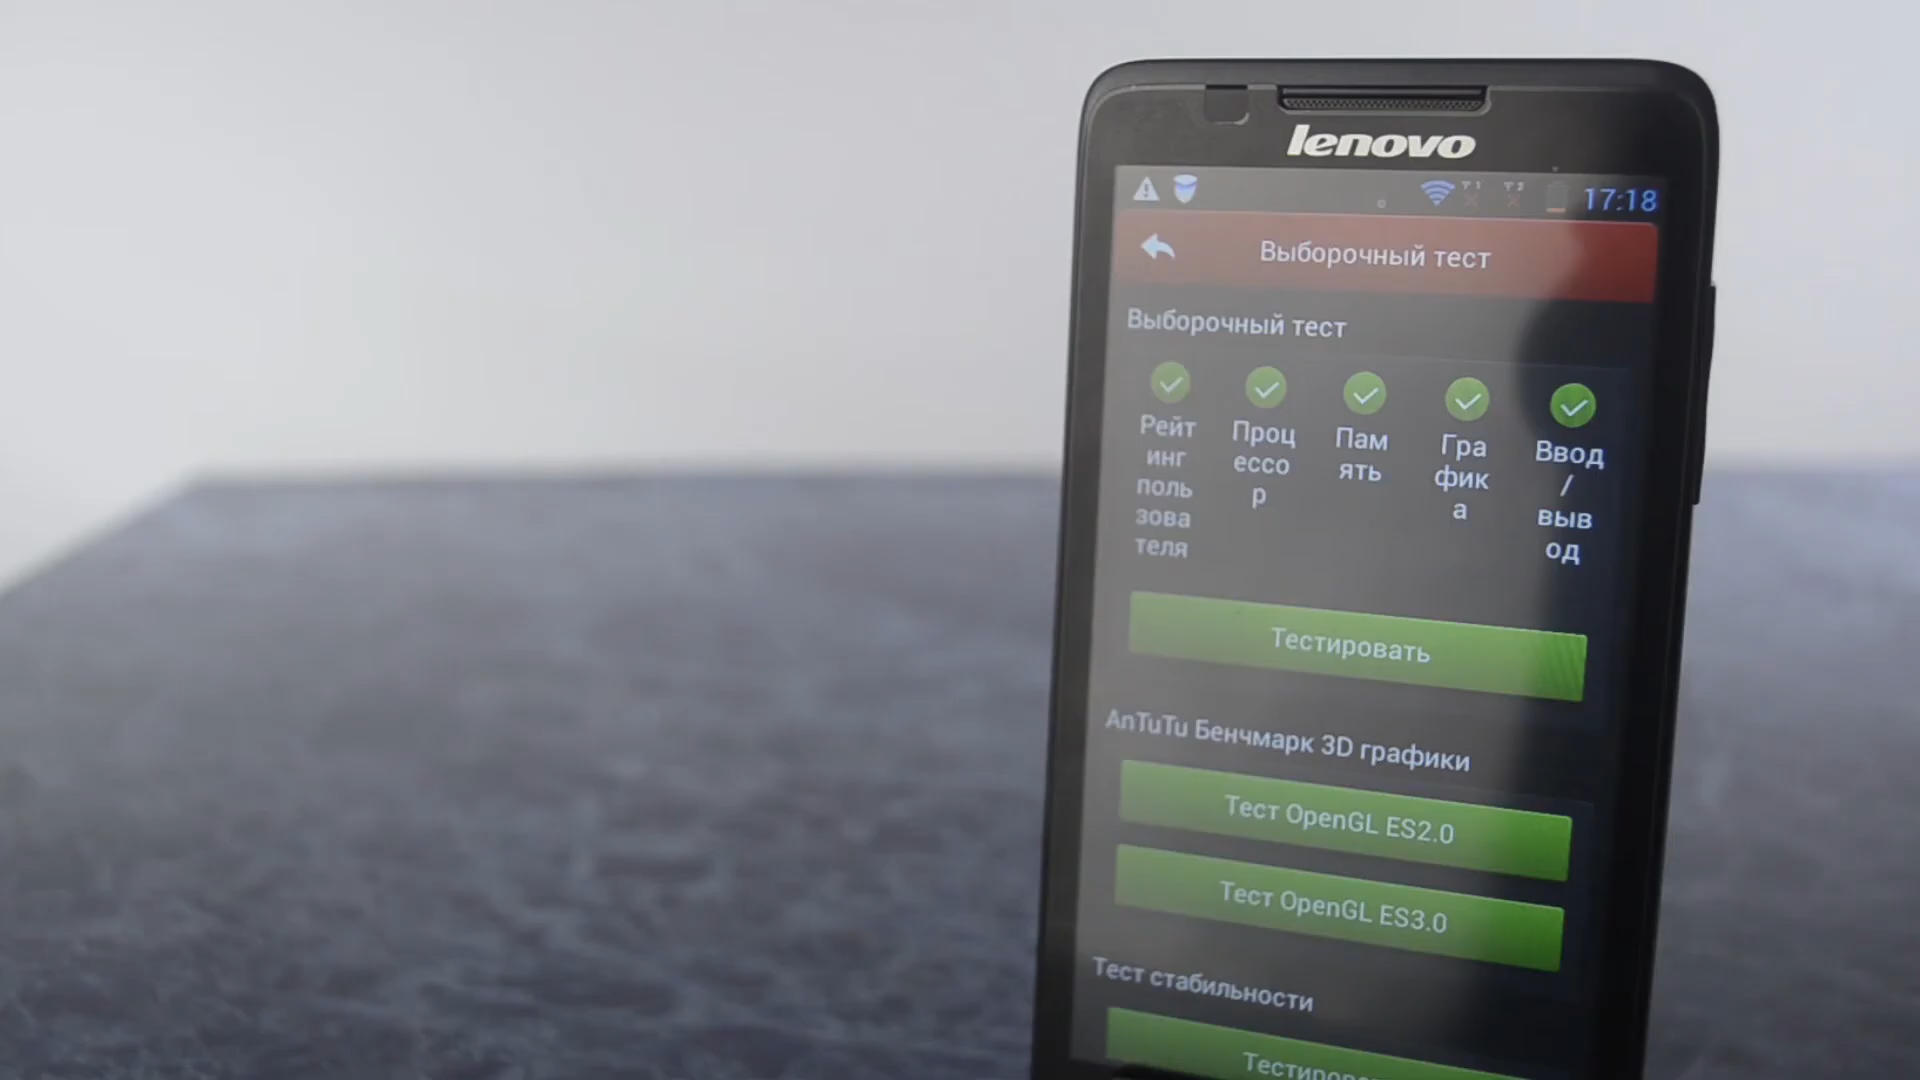 lenovo
17:18
Выборочный тест
Выборочный тест
Рейт
инг
поль
зова
теля
Проц
ессо
р
Пам
ять
Гра
фик
а
Ввод
/
выв
од
Тестировать
AnTuTu Бенчмарк 3D графики
Тест OpenGL ES2.0
Тест OpenGL ES3.0
Тест стабильности